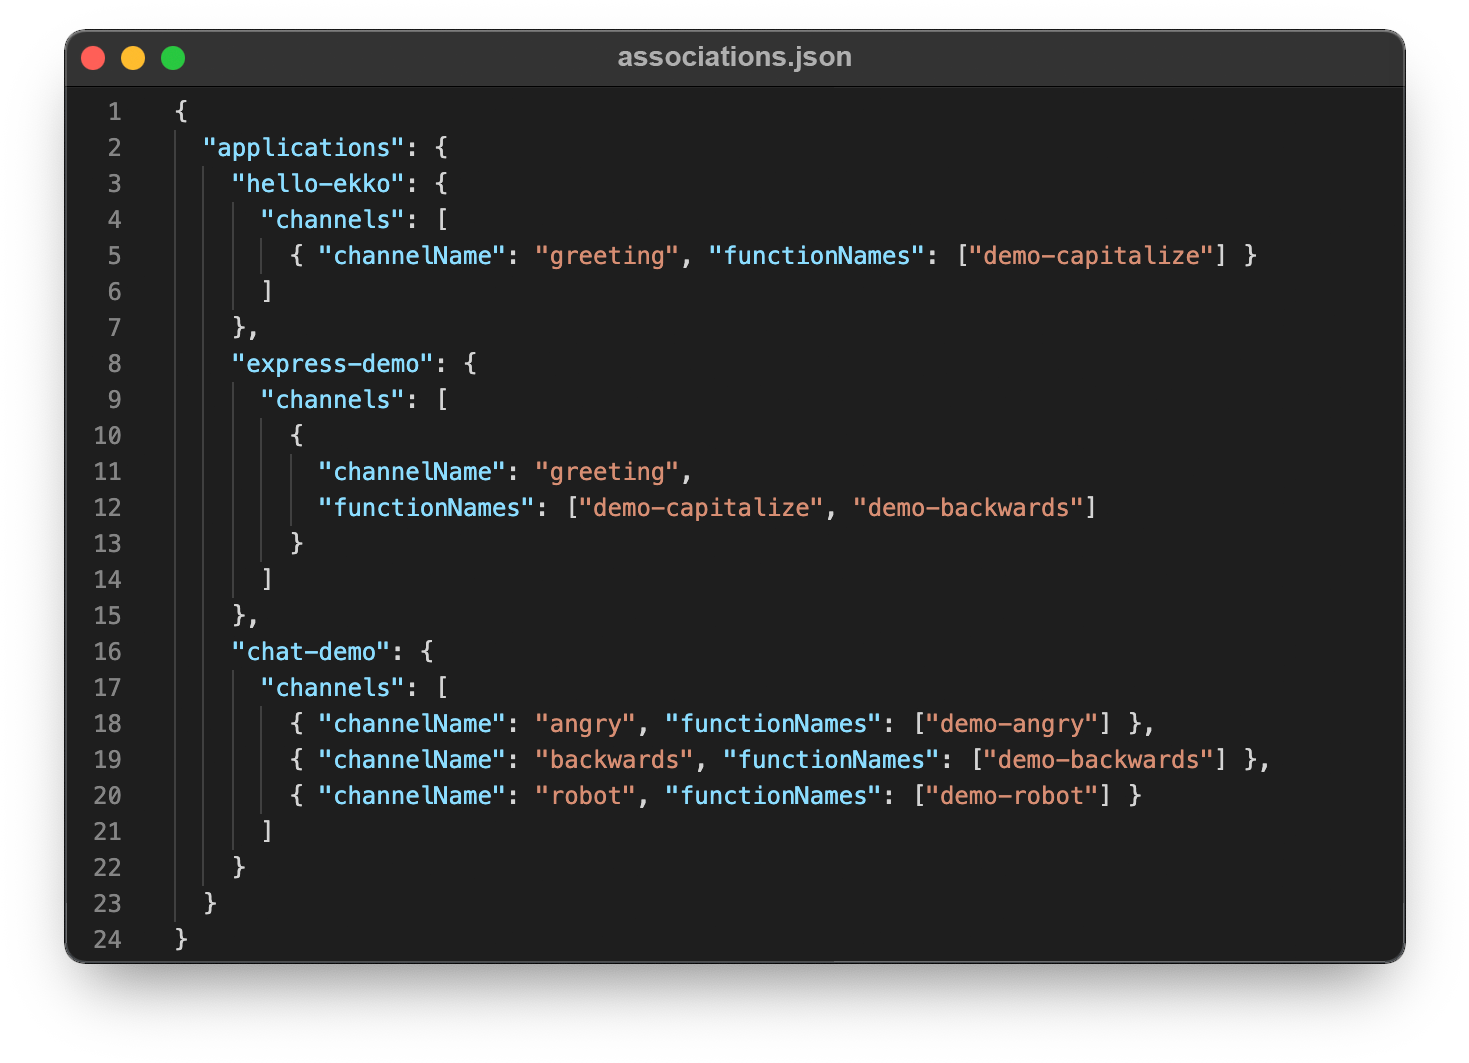 associations.json
1 {
2   "applications": {
3     "hello-ekko": {
4       "channels": [
5         { "channelName": "greeting", "functionNames": ["demo-capitalize"] }
6       ]
7     },
8     "express-demo": {
9       "channels": [
10         {
11           "channelName": "greeting",
12           "functionNames": ["demo-capitalize", "demo-backwards"]
13         }
14       ]
15     },
16     "chat-demo": {
17       "channels": [
18         { "channelName": "angry", "functionNames": ["demo-angry"] },
19         { "channelName": "backwards", "functionNames": ["demo-backwards"] },
20         { "channelName": "robot", "functionNames": ["demo-robot"] }
21       ]
22     }
23   }
24 }